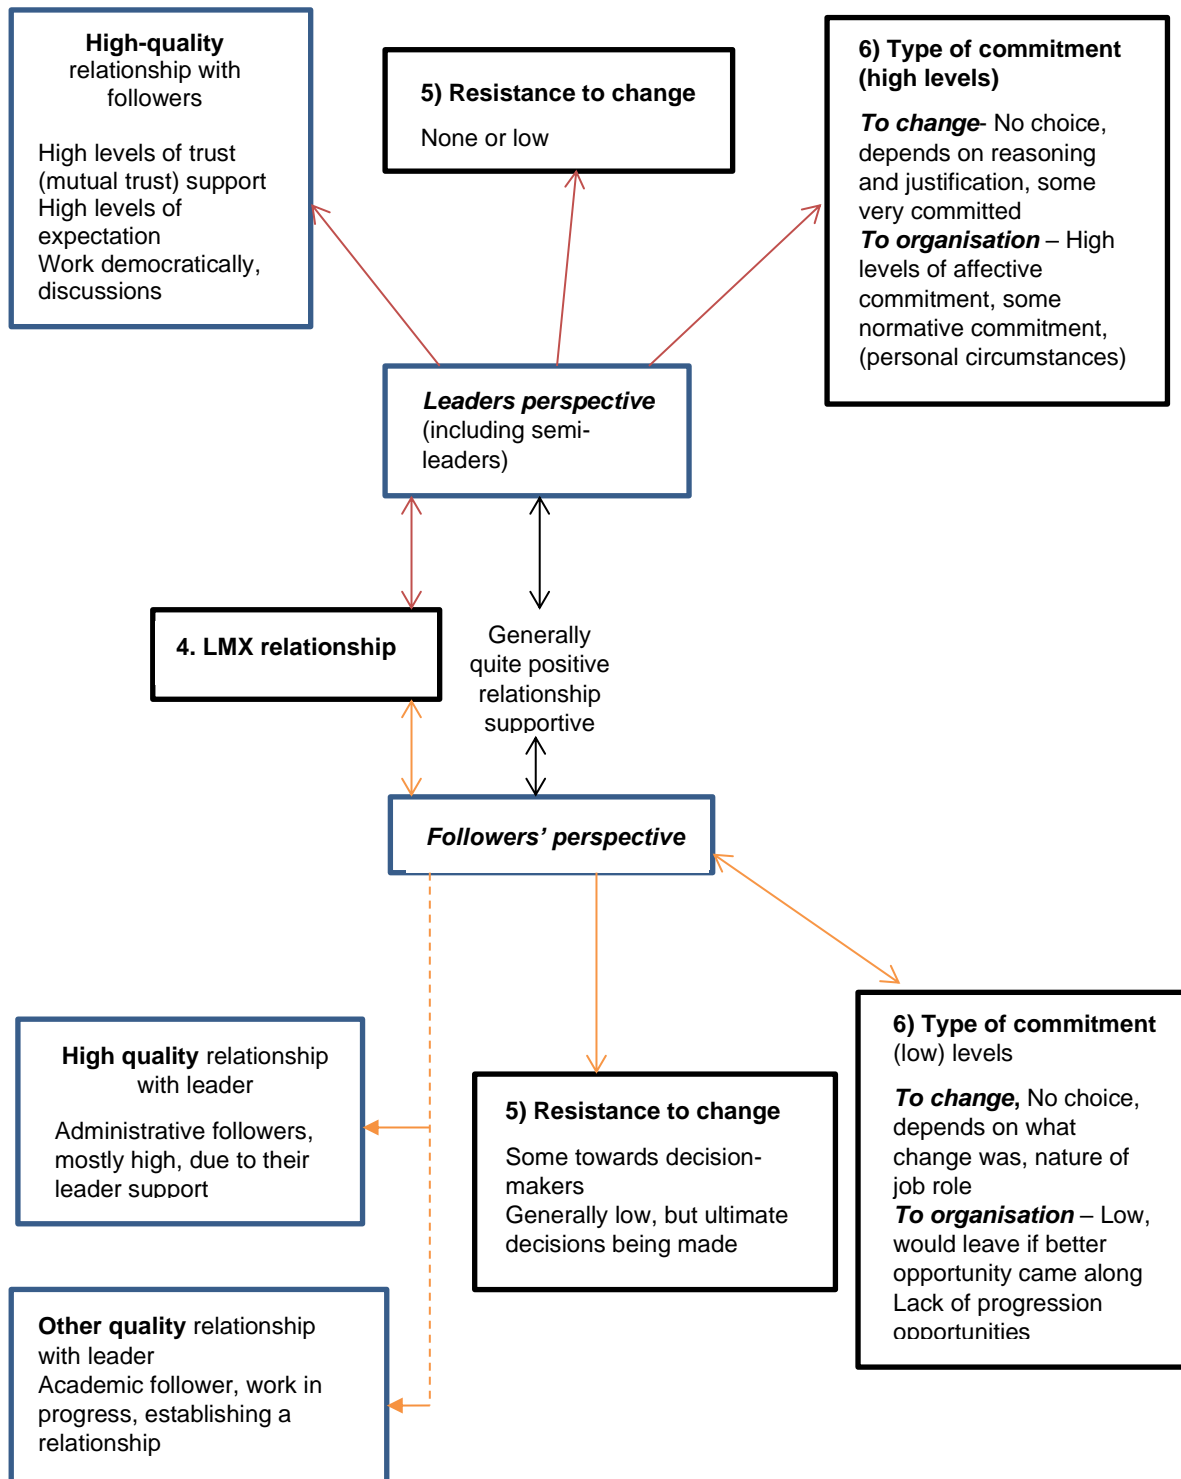 High-quality
relationship with
followers
High levels of trust
(mutual trust) support
High levels of
expectation
Work democratically,
discussions
5) Resistance to change
None or low
6) Type of commitment
(high levels)
To change- No choice,
depends on reasoning
and justification, some
very committed
To organisation – High
levels of affective
commitment, some
normative commitment,
(personal circumstances)
Leaders perspective
(including semi-
leaders)
4. LMX relationship
Generally
quite positive
relationship
supportive
Followers’ perspective
High quality relationship
with leader
Administrative followers,
mostly high, due to their
leader support
5) Resistance to change
Some towards decision-
makers
Generally low, but ultimate
decisions being made
6) Type of commitment
(low) levels
To change, No choice,
depends on what
change was, nature of
job role
To organisation – Low,
would leave if better
opportunity came along
Lack of progression
opportunities
Other quality relationship
with leader
Academic follower, work in
progress, establishing a
relationship